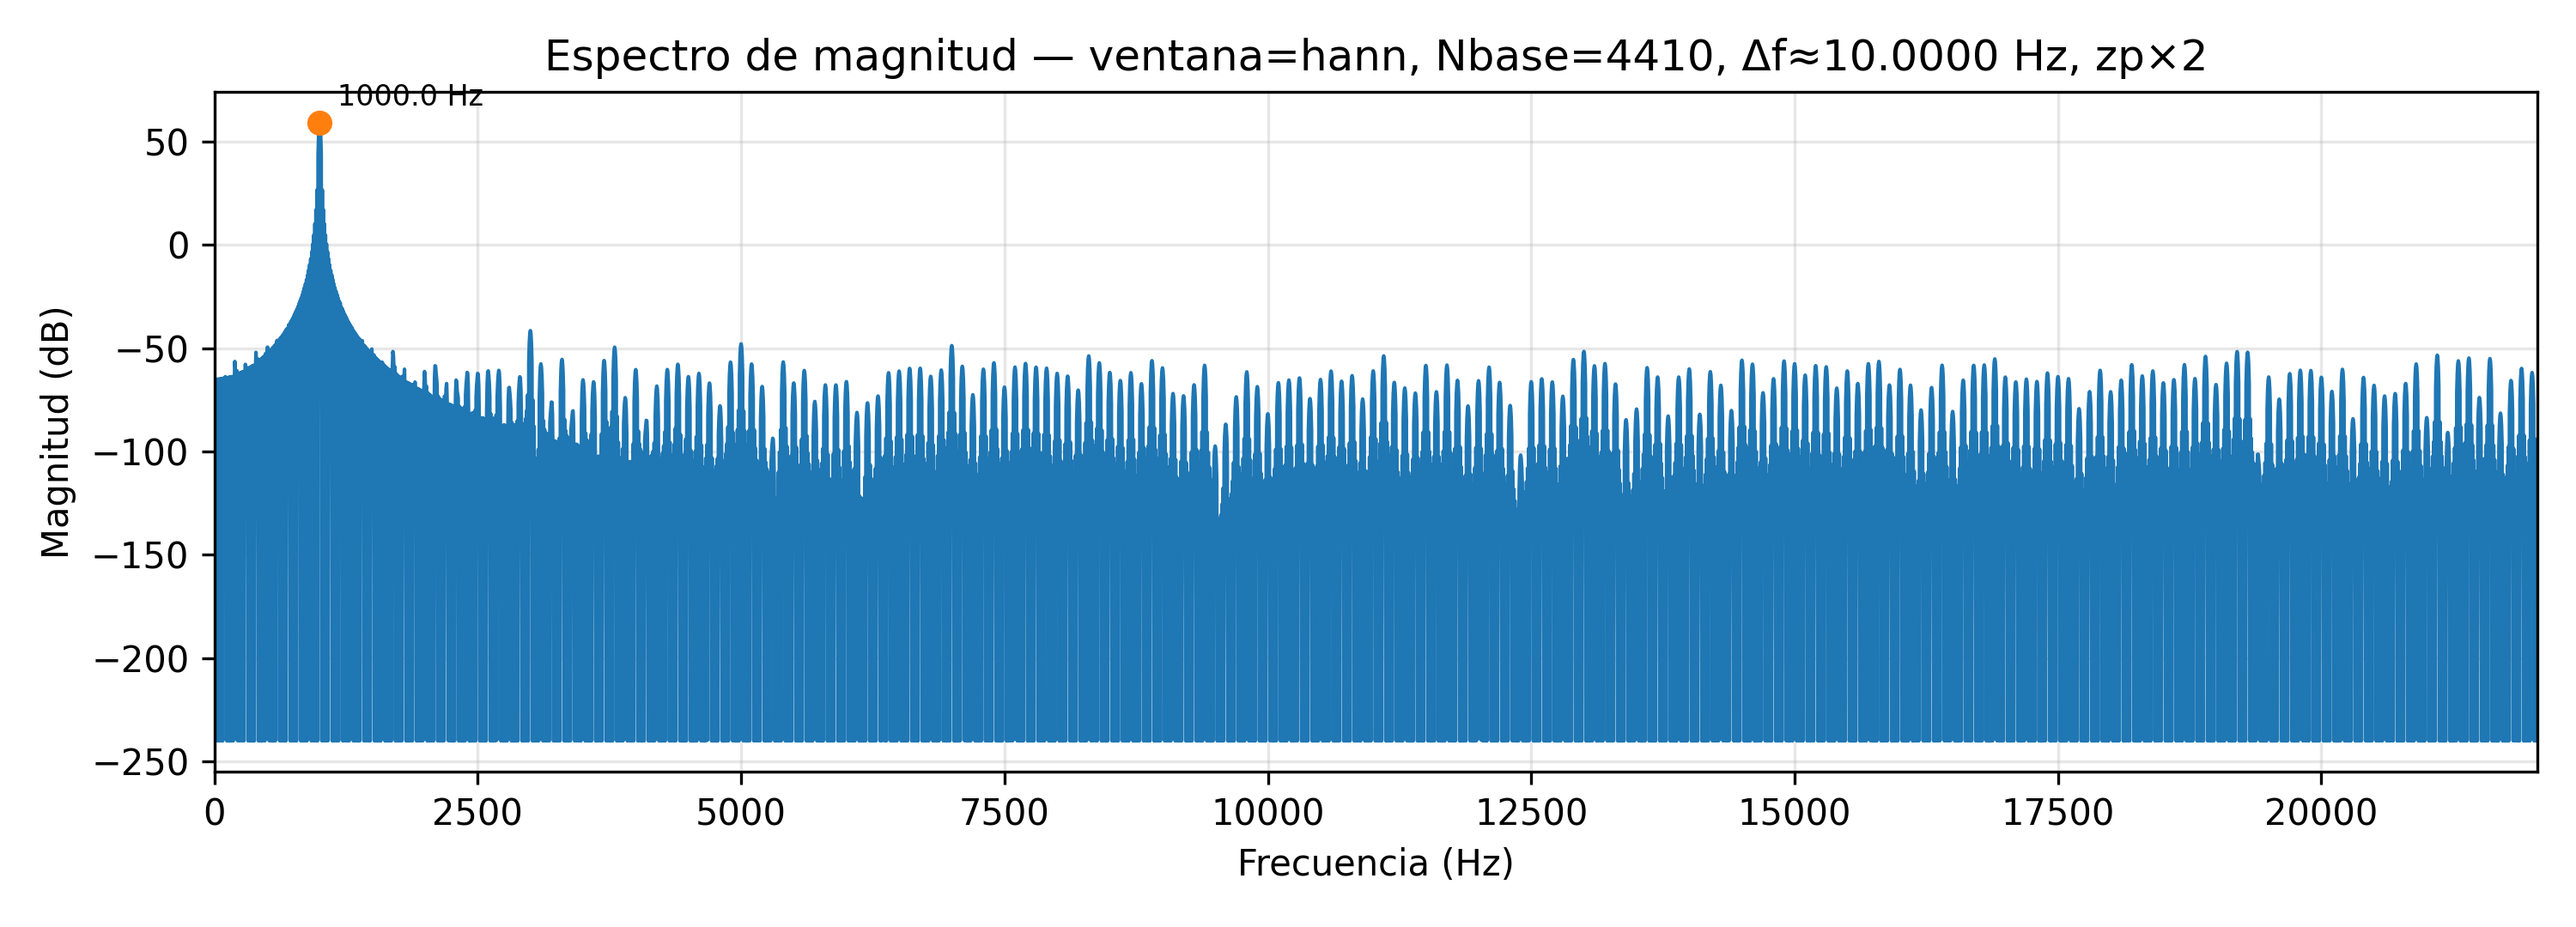 Espectro de magnitud — ventana=hann, Nbase=4410, Δf≈10.0000 Hz, zp×2
1000.0 Hz
50
0
−50
−100
−150
−200
−250
Magnitud (dB)
0 2500 5000 7500 10000 12500 15000 17500 20000
Frecuencia (Hz)